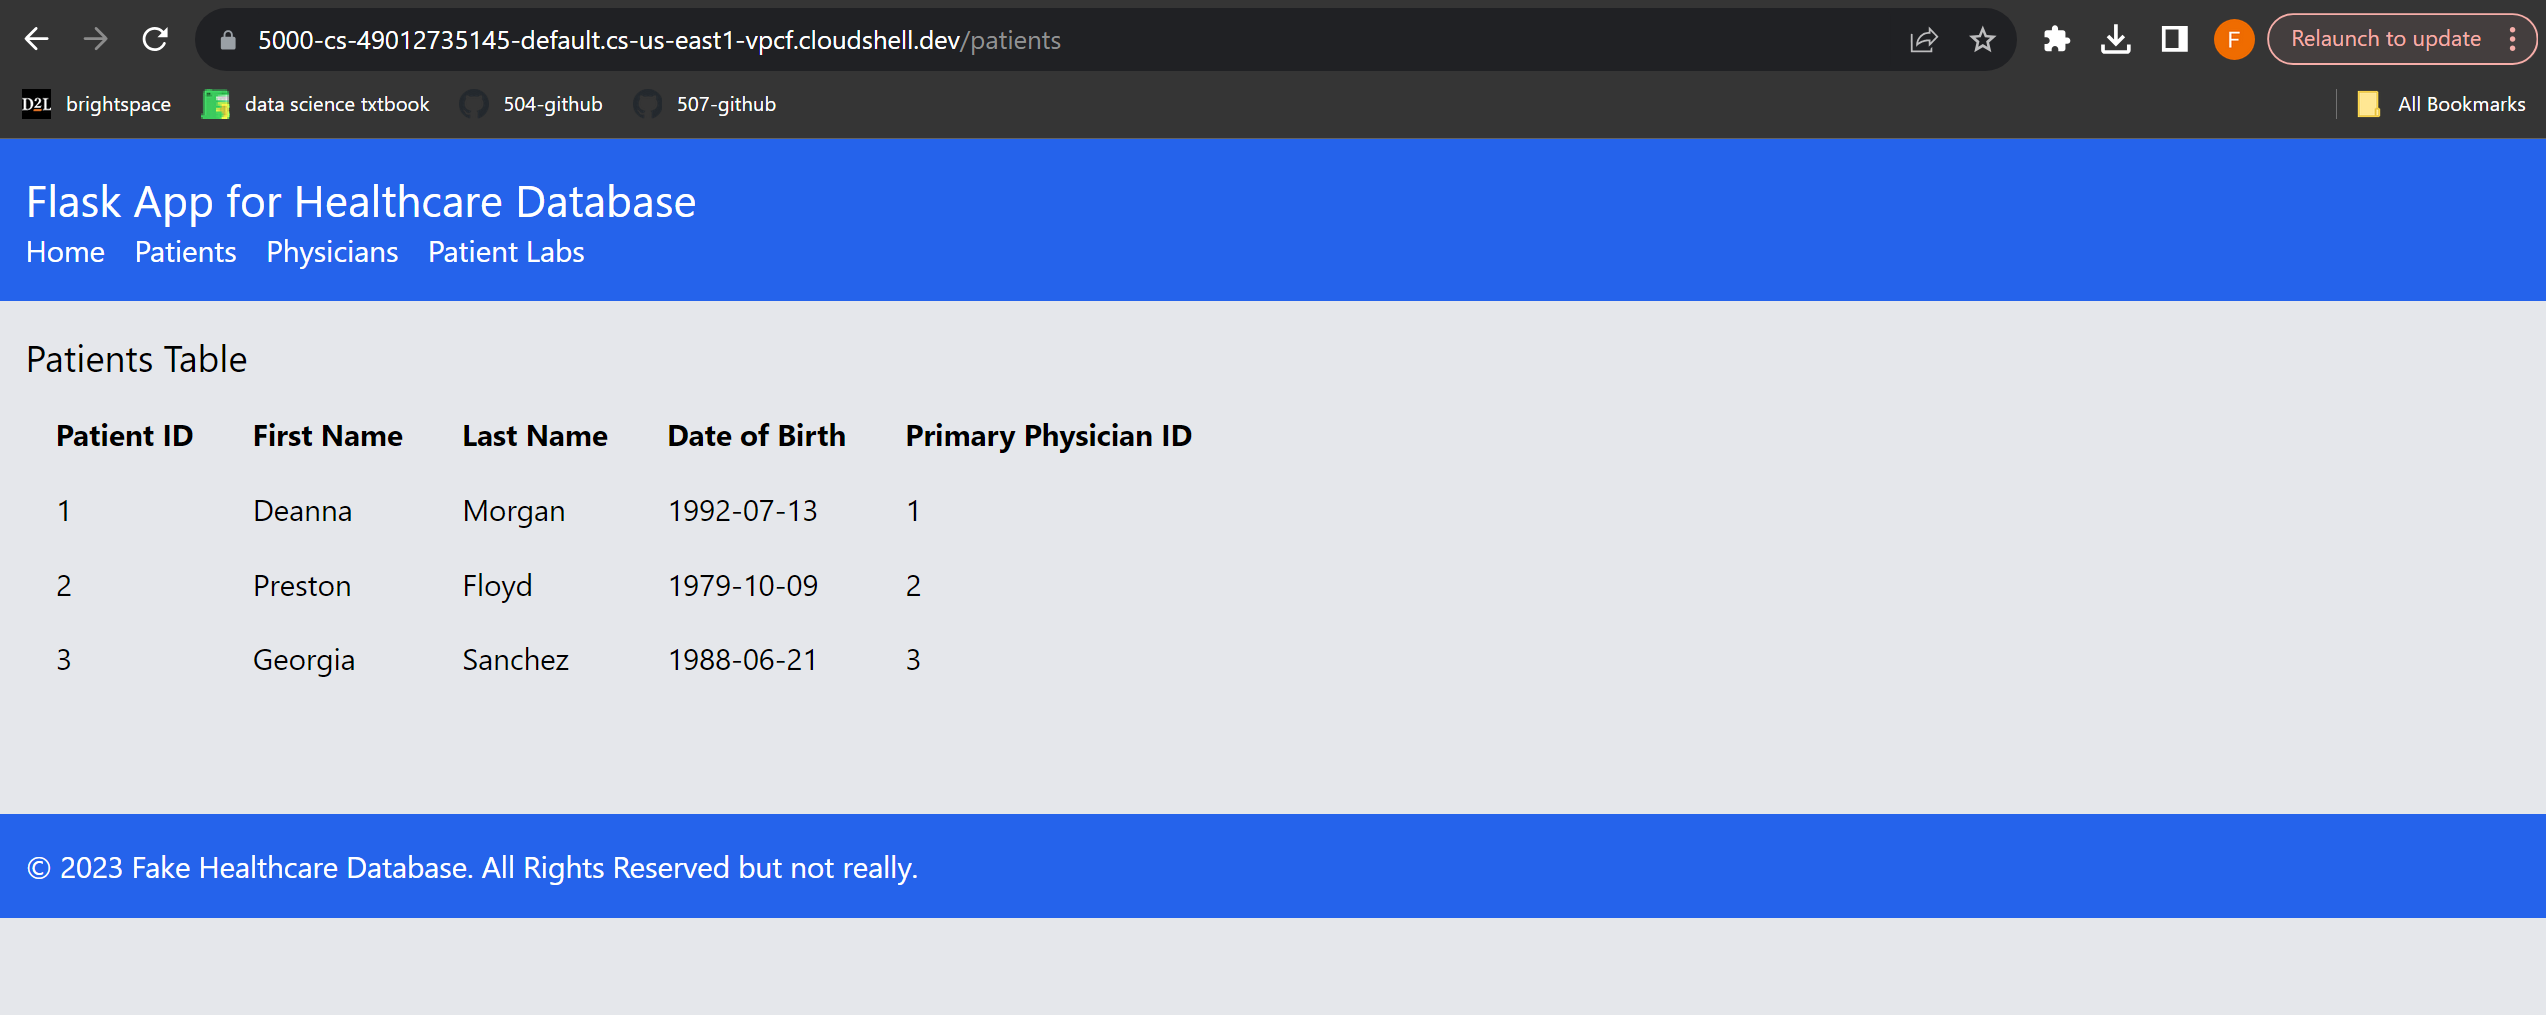 5000-cs-49012735145-default.cs-us-east1-vpcf.cloudshell.dev/patients
F
Relaunch to update
D2L brightspace data science txtbook 504-github 507-github All Bookmarks
Flask App for Healthcare Database
Home Patients Physicians Patient Labs
Patients Table
Patient ID First Name Last Name Date of Birth Primary Physician ID
1 Deanna Morgan 1992-07-13 1
2 Preston Floyd 1979-10-09 2
3 Georgia Sanchez 1988-06-21 3
© 2023 Fake Healthcare Database. All Rights Reserved but not really.